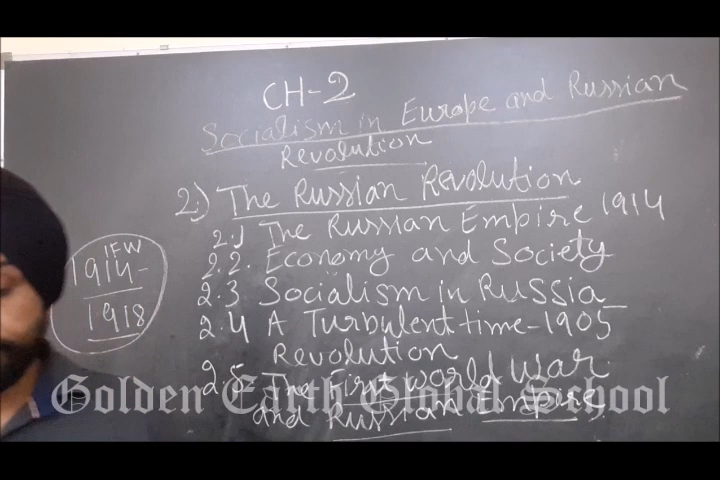 CH-2
Socialism in Europe and Russian
Revolution
2.) The Russian Revolution
2.1 The Russian Empire 1914
2.2. Economy and Society
2.3 Socialism in Russia
2.4 A Turbulent time-1905
Revolution
2.5 The First world war
and Russian Empire
1FW
1914-
1918
Golden Earth Global School